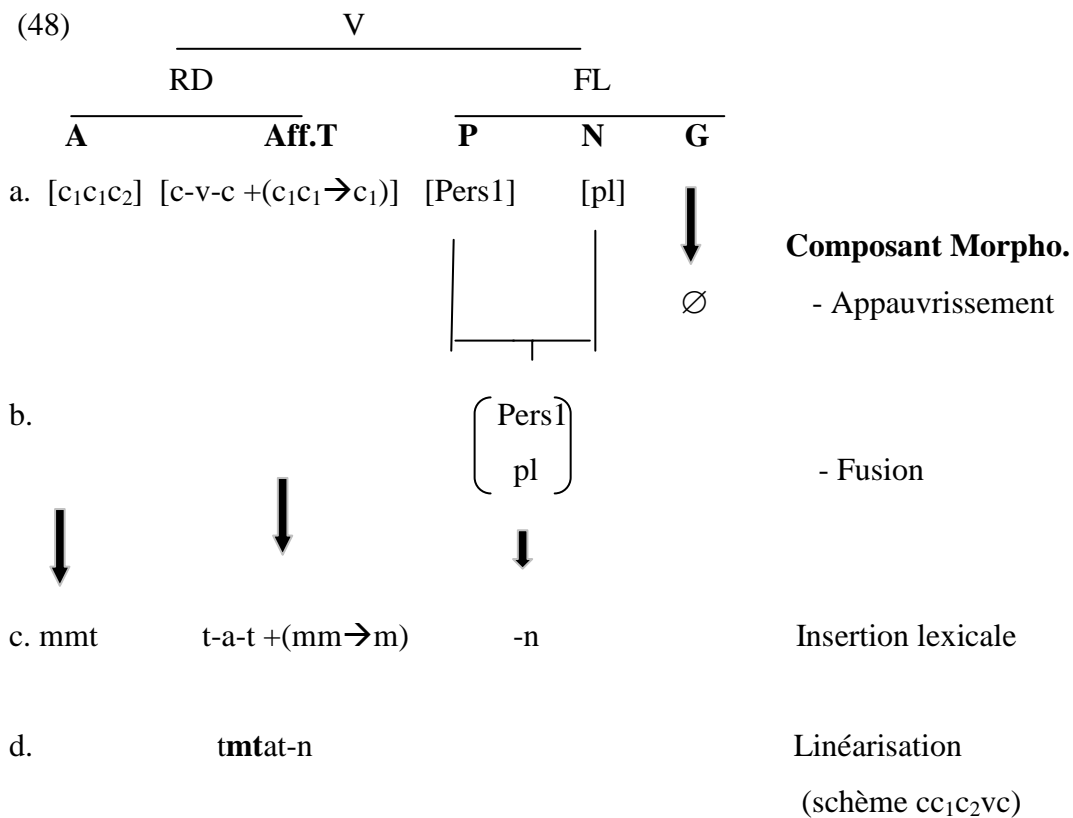 (48) V
RD FL
A Aff.T P N G
a. [c₁c₁c₂] [c-v-c +(c₁c₁→c₁)] [Pers1] [pl]
Composant Morpho.
∅ - Appauvrissement
b. Pers1
pl - Fusion
c. mmt t-a-t +(mm→m) -n Insertion lexicale
d. tmtat-n Linéarisation
(schème cc₁c₂vc)